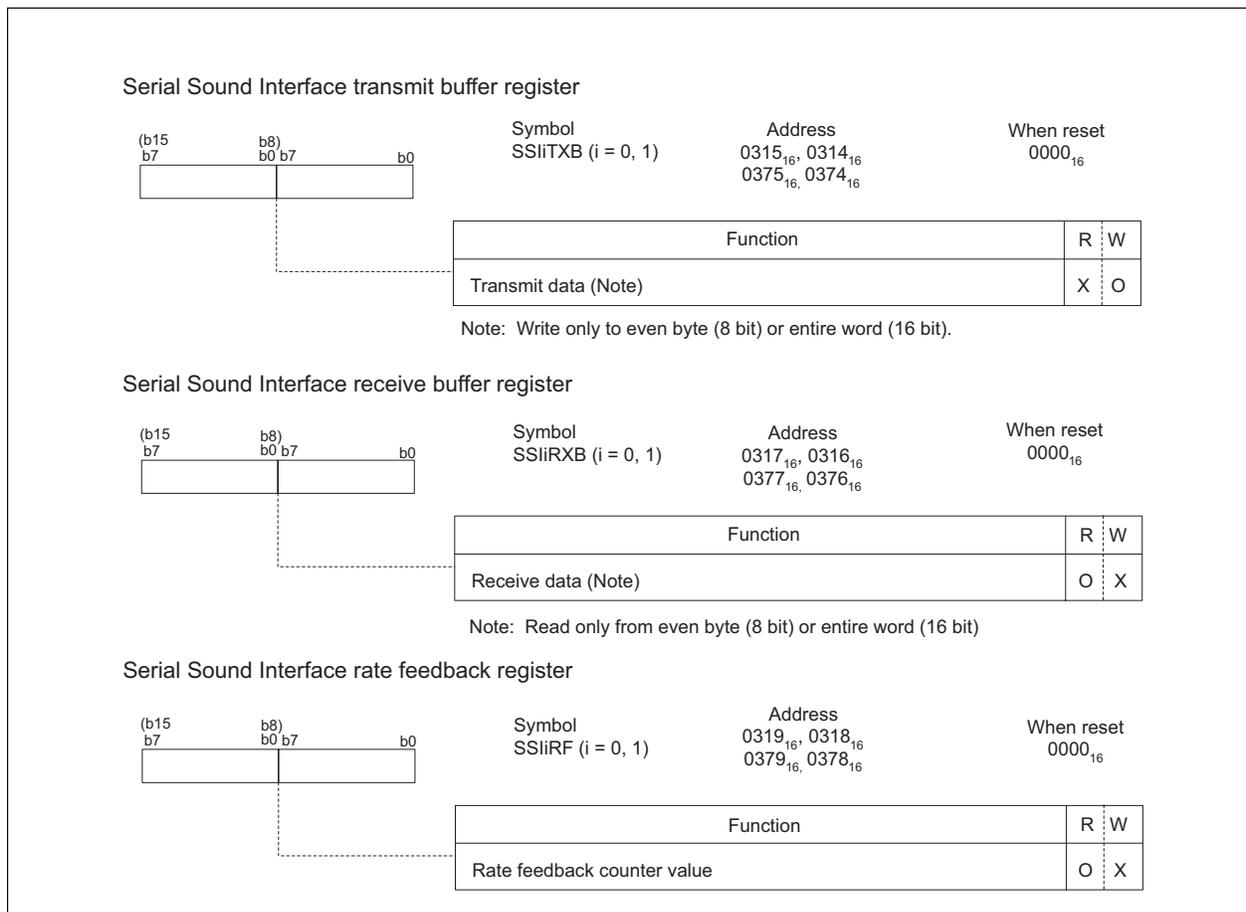 Serial Sound Interface transmit buffer register
(b15 b8)
b7 b0 b7 b0
Symbol Address When reset
SSIiTXB (i = 0, 1) 0315₁₆, 0314₁₆ 0000₁₆
0375₁₆, 0374₁₆
Function R W
Transmit data (Note) X O
Note: Write only to even byte (8 bit) or entire word (16 bit).
Serial Sound Interface receive buffer register
(b15 b8)
b7 b0 b7 b0
Symbol Address When reset
SSIiRXB (i = 0, 1) 0317₁₆, 0316₁₆ 0000₁₆
0377₁₆, 0376₁₆
Function R W
Receive data (Note) O X
Note: Read only from even byte (8 bit) or entire word (16 bit)
Serial Sound Interface rate feedback register
(b15 b8)
b7 b0 b7 b0
Symbol Address When reset
SSIiRF (i = 0, 1) 0319₁₆, 0318₁₆ 0000₁₆
0379₁₆, 0378₁₆
Function R W
Rate feedback counter value O X